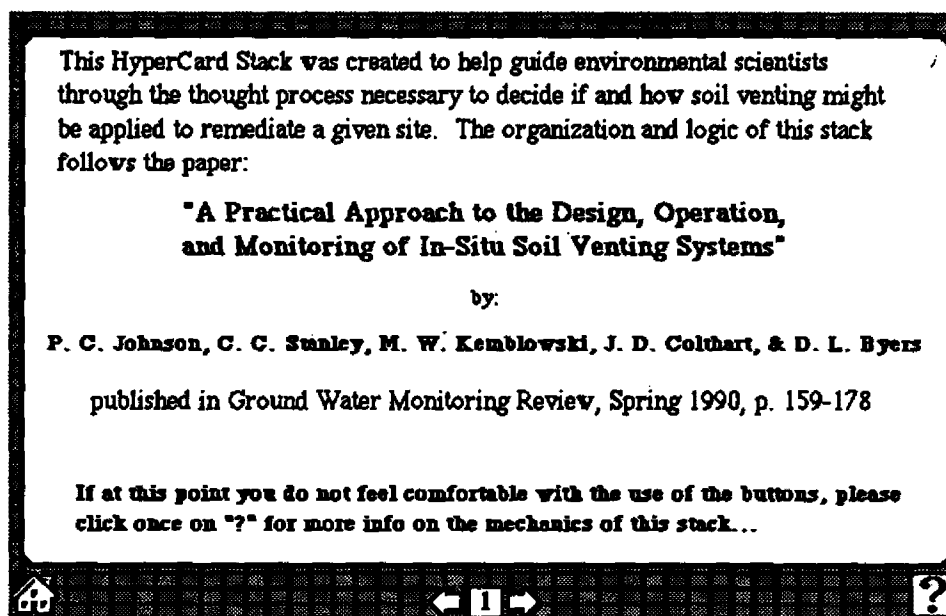 This HyperCard Stack was created to help guide environmental scientists
through the thought process necessary to decide if and how soil venting might
be applied to remediate a given site. The organization and logic of this stack
follows the paper:
"A Practical Approach to the Design, Operation,
and Monitoring of In-Situ Soil Venting Systems"
by:
P. C. Johnson, C. C. Stanley, M. W. Kemblowski, J. D. Colthart, & D. L. Byers
published in Ground Water Monitoring Review, Spring 1990, p. 159-178
If at this point you do not feel comfortable with the use of the buttons, please
click once on "?" for more info on the mechanics of this stack...
1 ?